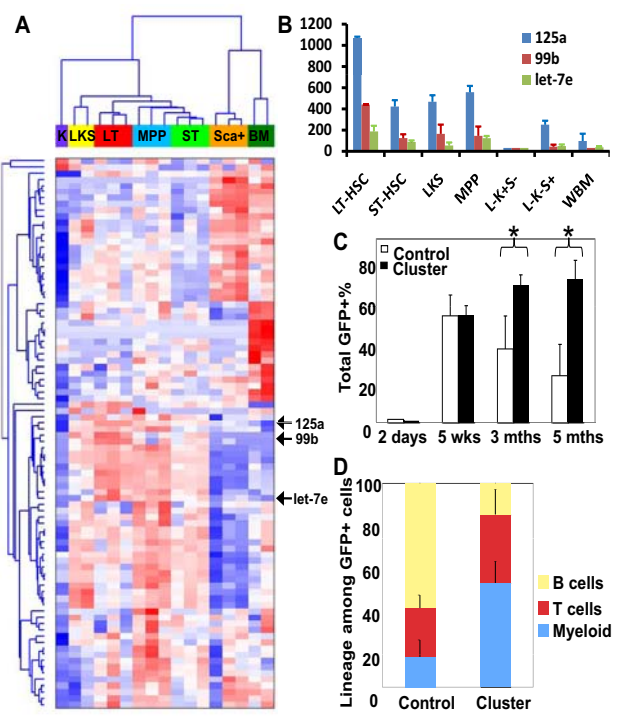 A
K LKS LT MPP ST Sca+ BM
125a
99b
let-7e
B
1200
1000
800
600
400
200
0
125a
99b
let-7e
LT-HSC
ST-HSC
LKS
MPP
L-K+S-
L-K-S+
WBM
C
Total GFP+%
80
60
40
20
0
Control
Cluster
*
*
2 days
5 wks
3 mths
5 mths
D
Lineage among GFP+ cells
100
80
60
40
20
0
B cells
T cells
Myeloid
Control
Cluster